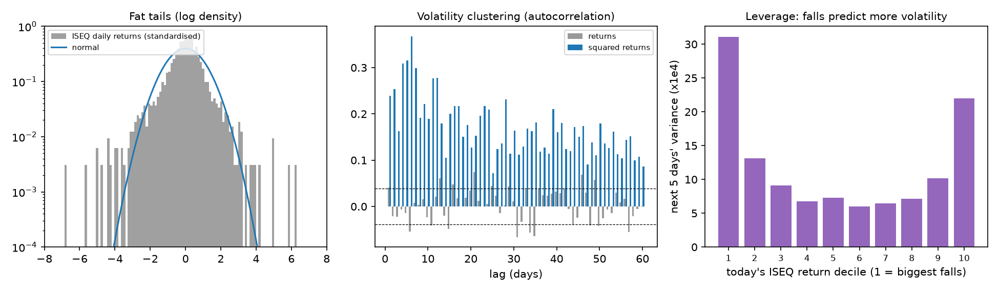 Fat tails (log density)
ISEQ daily returns (standardised)
normal
10⁰
10⁻¹
10⁻²
10⁻³
10⁻⁴
−8 −6 −4 −2 0 2 4 6 8
Volatility clustering (autocorrelation)
returns
squared returns
0.3
0.2
0.1
0.0
0 10 20 30 40 50 60
lag (days)
Leverage: falls predict more volatility
next 5 days' variance (x1e4)
30
25
20
15
10
5
0
1 2 3 4 5 6 7 8 9 10
today's ISEQ return decile (1 = biggest falls)